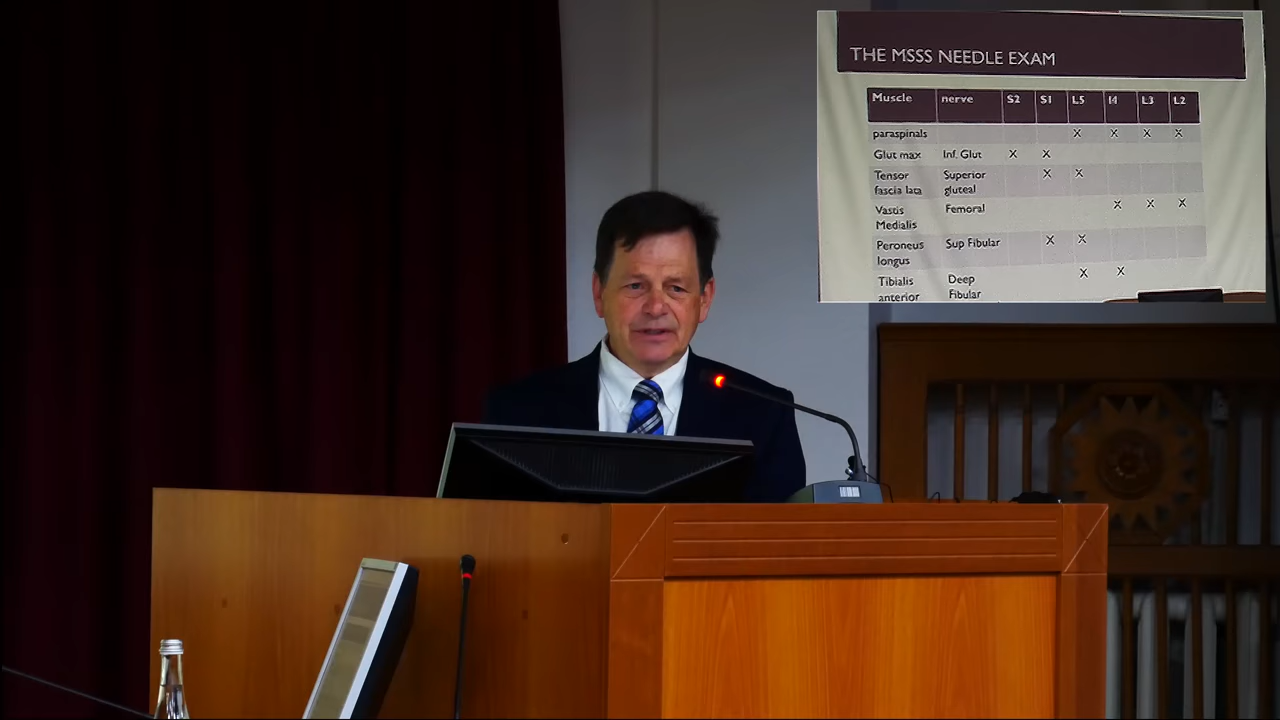 THE MSSS NEEDLE EXAM
Muscle nerve S2 S1 L5 l4 L3 L2
paraspinals X X X X
Glut max Inf. Glut X X
Tensor Superior X X
fascia lata gluteal
Vastis Femoral X X X
Medialis
Peroneus Sup Fibular X X
longus
Tibialis Deep X X
anterior Fibular